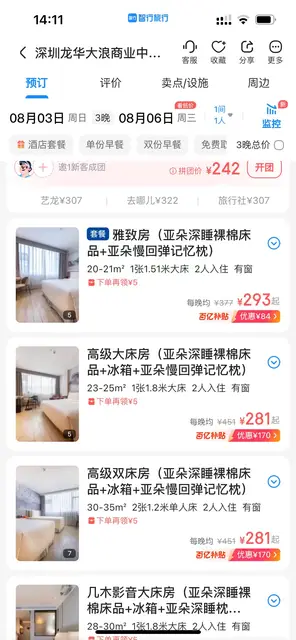 14:11
智行旅行
深圳龙华大浪商业中...
客服
收藏
分享
更多
预订
评价
卖点/设施
周边
看低价
08月03日 周日 3晚 08月06日 周三
1间
1人
监控
酒店套餐
单份早餐
双份早餐
免费取
3晚总价
邀1新客成团
拼团价 ¥242
开团
艺龙¥307
去哪儿¥322
旅行社¥307
套餐 雅致房（亚朵深睡裸棉床
品+亚朵慢回弹记忆枕）
20-21m² 1张1.51米大床 2人入住 有窗
下单再领¥5
5
每晚均 ¥377 ¥293起
百亿补贴 优惠¥84
高级大床房（亚朵深睡裸棉床
品+冰箱+亚朵慢回弹记忆枕）
23-25m² 1张1.8米大床 2人入住 有窗
下单再领¥5
5
每晚均 ¥451 ¥281起
百亿补贴 优惠¥170
高级双床房（亚朵深睡裸棉床
品+冰箱+亚朵慢回弹记忆枕）
30-35m² 2张1.2米单人床 2人入住 有窗
下单再领¥5
7
每晚均 ¥451 ¥281起
百亿补贴 优惠¥170
几木影音大床房（亚朵深睡裸
棉床品+冰箱+亚朵深睡枕...
28-30m² 1张1.8米大床 2人入住 有窗